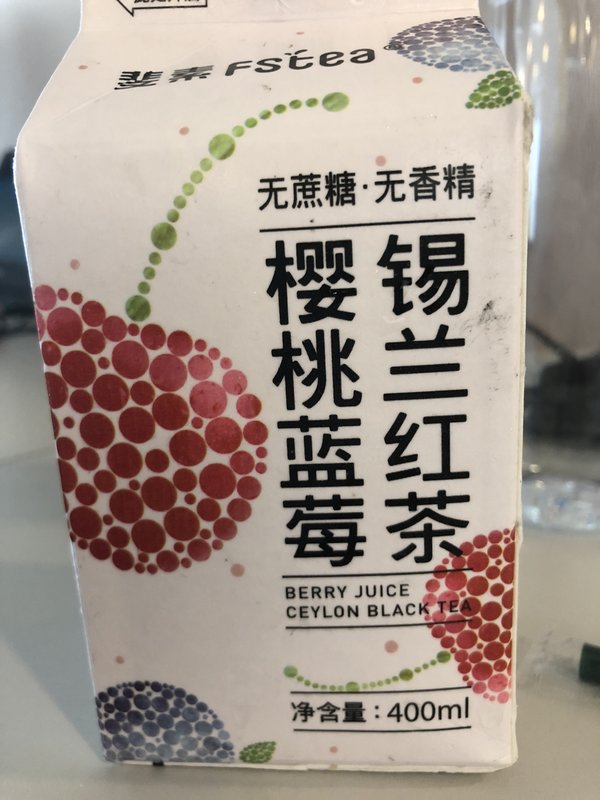 斐素 FStea®
无蔗糖·无香精
锡兰红茶
樱桃蓝莓
BERRY JUICE
CEYLON BLACK TEA
净含量：400ml